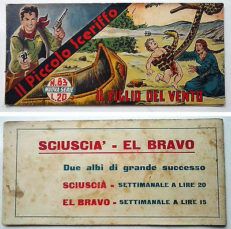 Il Piccolo Sceriffo
N. 83
NUOVA SERIE
L. 20
IL FIGLIO DEL VENTO
SCIUSCIA' - EL BRAVO
Due albi di grande successo
SCIUSCIÀ - SETTIMANALE A LIRE 20
EL BRAVO - SETTIMANALE A LIRE 15